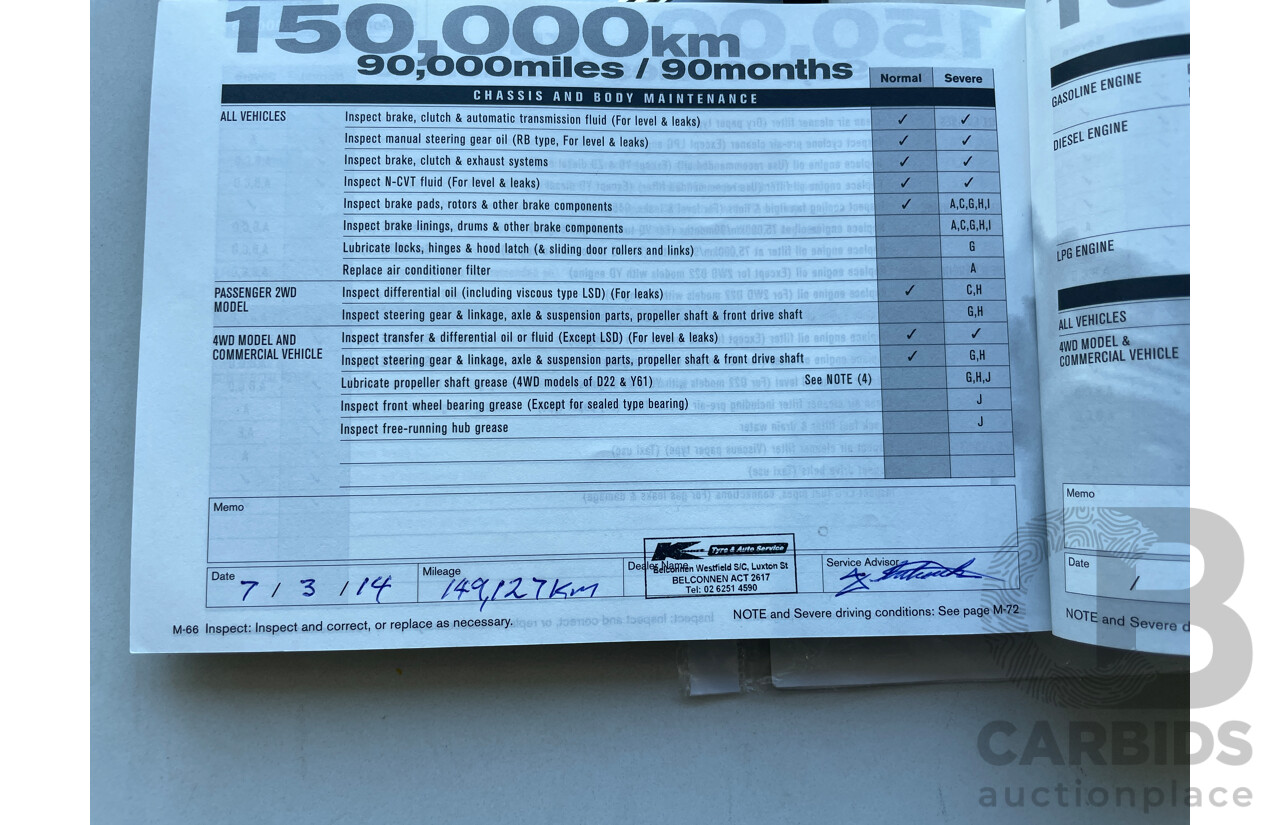 150,000km
90,000miles / 90months
Normal Severe
CHASSIS AND BODY MAINTENANCE
ALL VEHICLES Inspect brake, clutch & automatic transmission fluid (For level & leaks) ✓ ✓
Inspect manual steering gear oil (RB type, For level & leaks) ✓ ✓
Inspect brake, clutch & exhaust systems ✓ ✓
Inspect N-CVT fluid (For level & leaks) ✓ ✓
Inspect brake pads, rotors & other brake components ✓ A,C,G,H,I
Inspect brake linings, drums & other brake components A,C,G,H,I
Lubricate locks, hinges & hood latch (& sliding door rollers and links) G
Replace air conditioner filter A
PASSENGER 2WD MODEL Inspect differential oil (including viscous type LSD) (For leaks) ✓ C,H
Inspect steering gear & linkage, axle & suspension parts, propeller shaft & front drive shaft G,H
4WD MODEL AND COMMERCIAL VEHICLE Inspect transfer & differential oil or fluid (Except LSD) (For level & leaks) ✓ ✓
Inspect steering gear & linkage, axle & suspension parts, propeller shaft & front drive shaft ✓ G,H
Lubricate propeller shaft grease (4WD models of D22 & Y61) See NOTE (4) G,H,J
Inspect front wheel bearing grease (Except for sealed type bearing) J
Inspect free-running hub grease J
Memo
Date 7 / 3 / 14
Mileage 149,127km
Dealer Name
Tyre & Auto Service
Belconnen Westfield S/C, Luxton St
BELCONNEN ACT 2617
Tel: 02 6251 4590
Service Advisor
M-66 Inspect: Inspect and correct, or replace as necessary.
NOTE and Severe driving conditions: See page M-72
GASOLINE ENGINE
DIESEL ENGINE
LPG ENGINE
ALL VEHICLES
4WD MODEL &
COMMERCIAL VEHICLE
Memo
Date /
NOTE and Severe d
CARBIDS
auctionplace